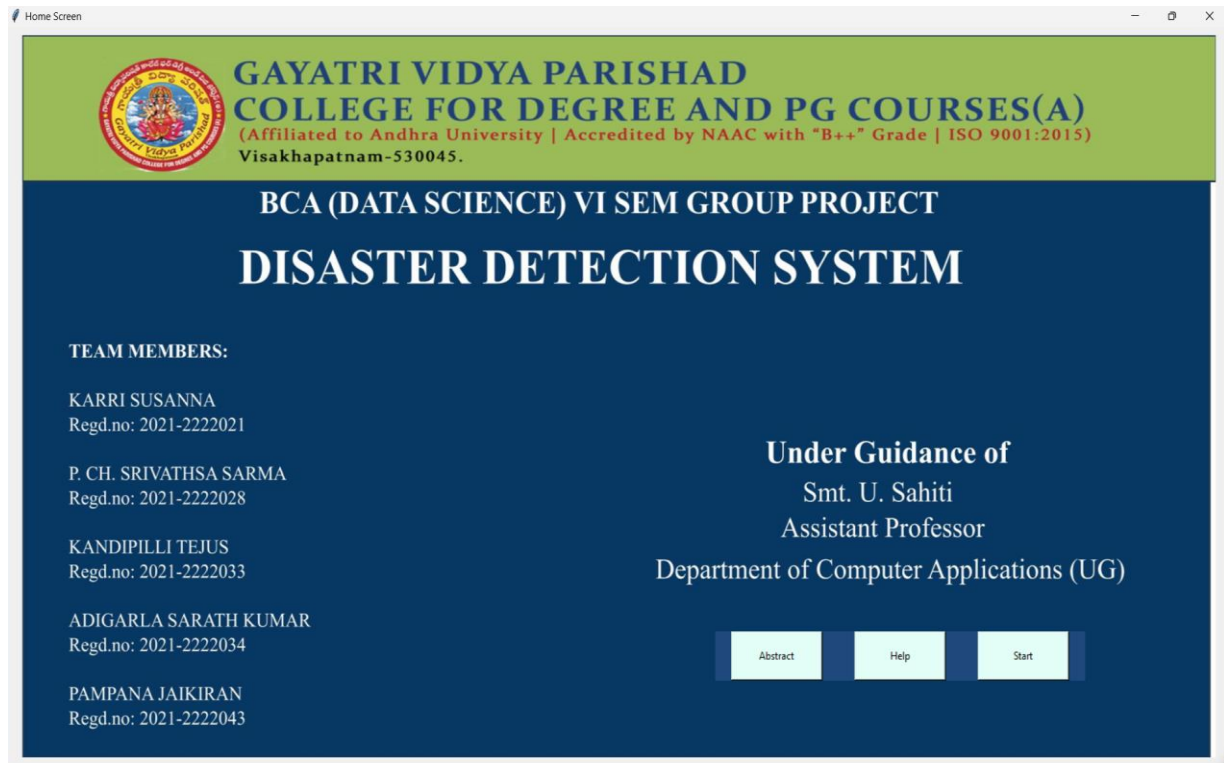 Home Screen
GAYATRI VIDYA PARISHAD
COLLEGE FOR DEGREE AND PG COURSES(A)
(Affiliated to Andhra University | Accredited by NAAC with “B++” Grade | ISO 9001:2015)
Visakhapatnam-530045.
BCA (DATA SCIENCE) VI SEM GROUP PROJECT
DISASTER DETECTION SYSTEM
TEAM MEMBERS:
KARRI SUSANNA
Regd.no: 2021-2222021
P. CH. SRIVATHSA SARMA
Regd.no: 2021-2222028
KANDIPILLI TEJUS
Regd.no: 2021-2222033
ADIGARLA SARATH KUMAR
Regd.no: 2021-2222034
PAMPANA JAIKIRAN
Regd.no: 2021-2222043
Under Guidance of
Smt. U. Sahiti
Assistant Professor
Department of Computer Applications (UG)
Abstract Help Start